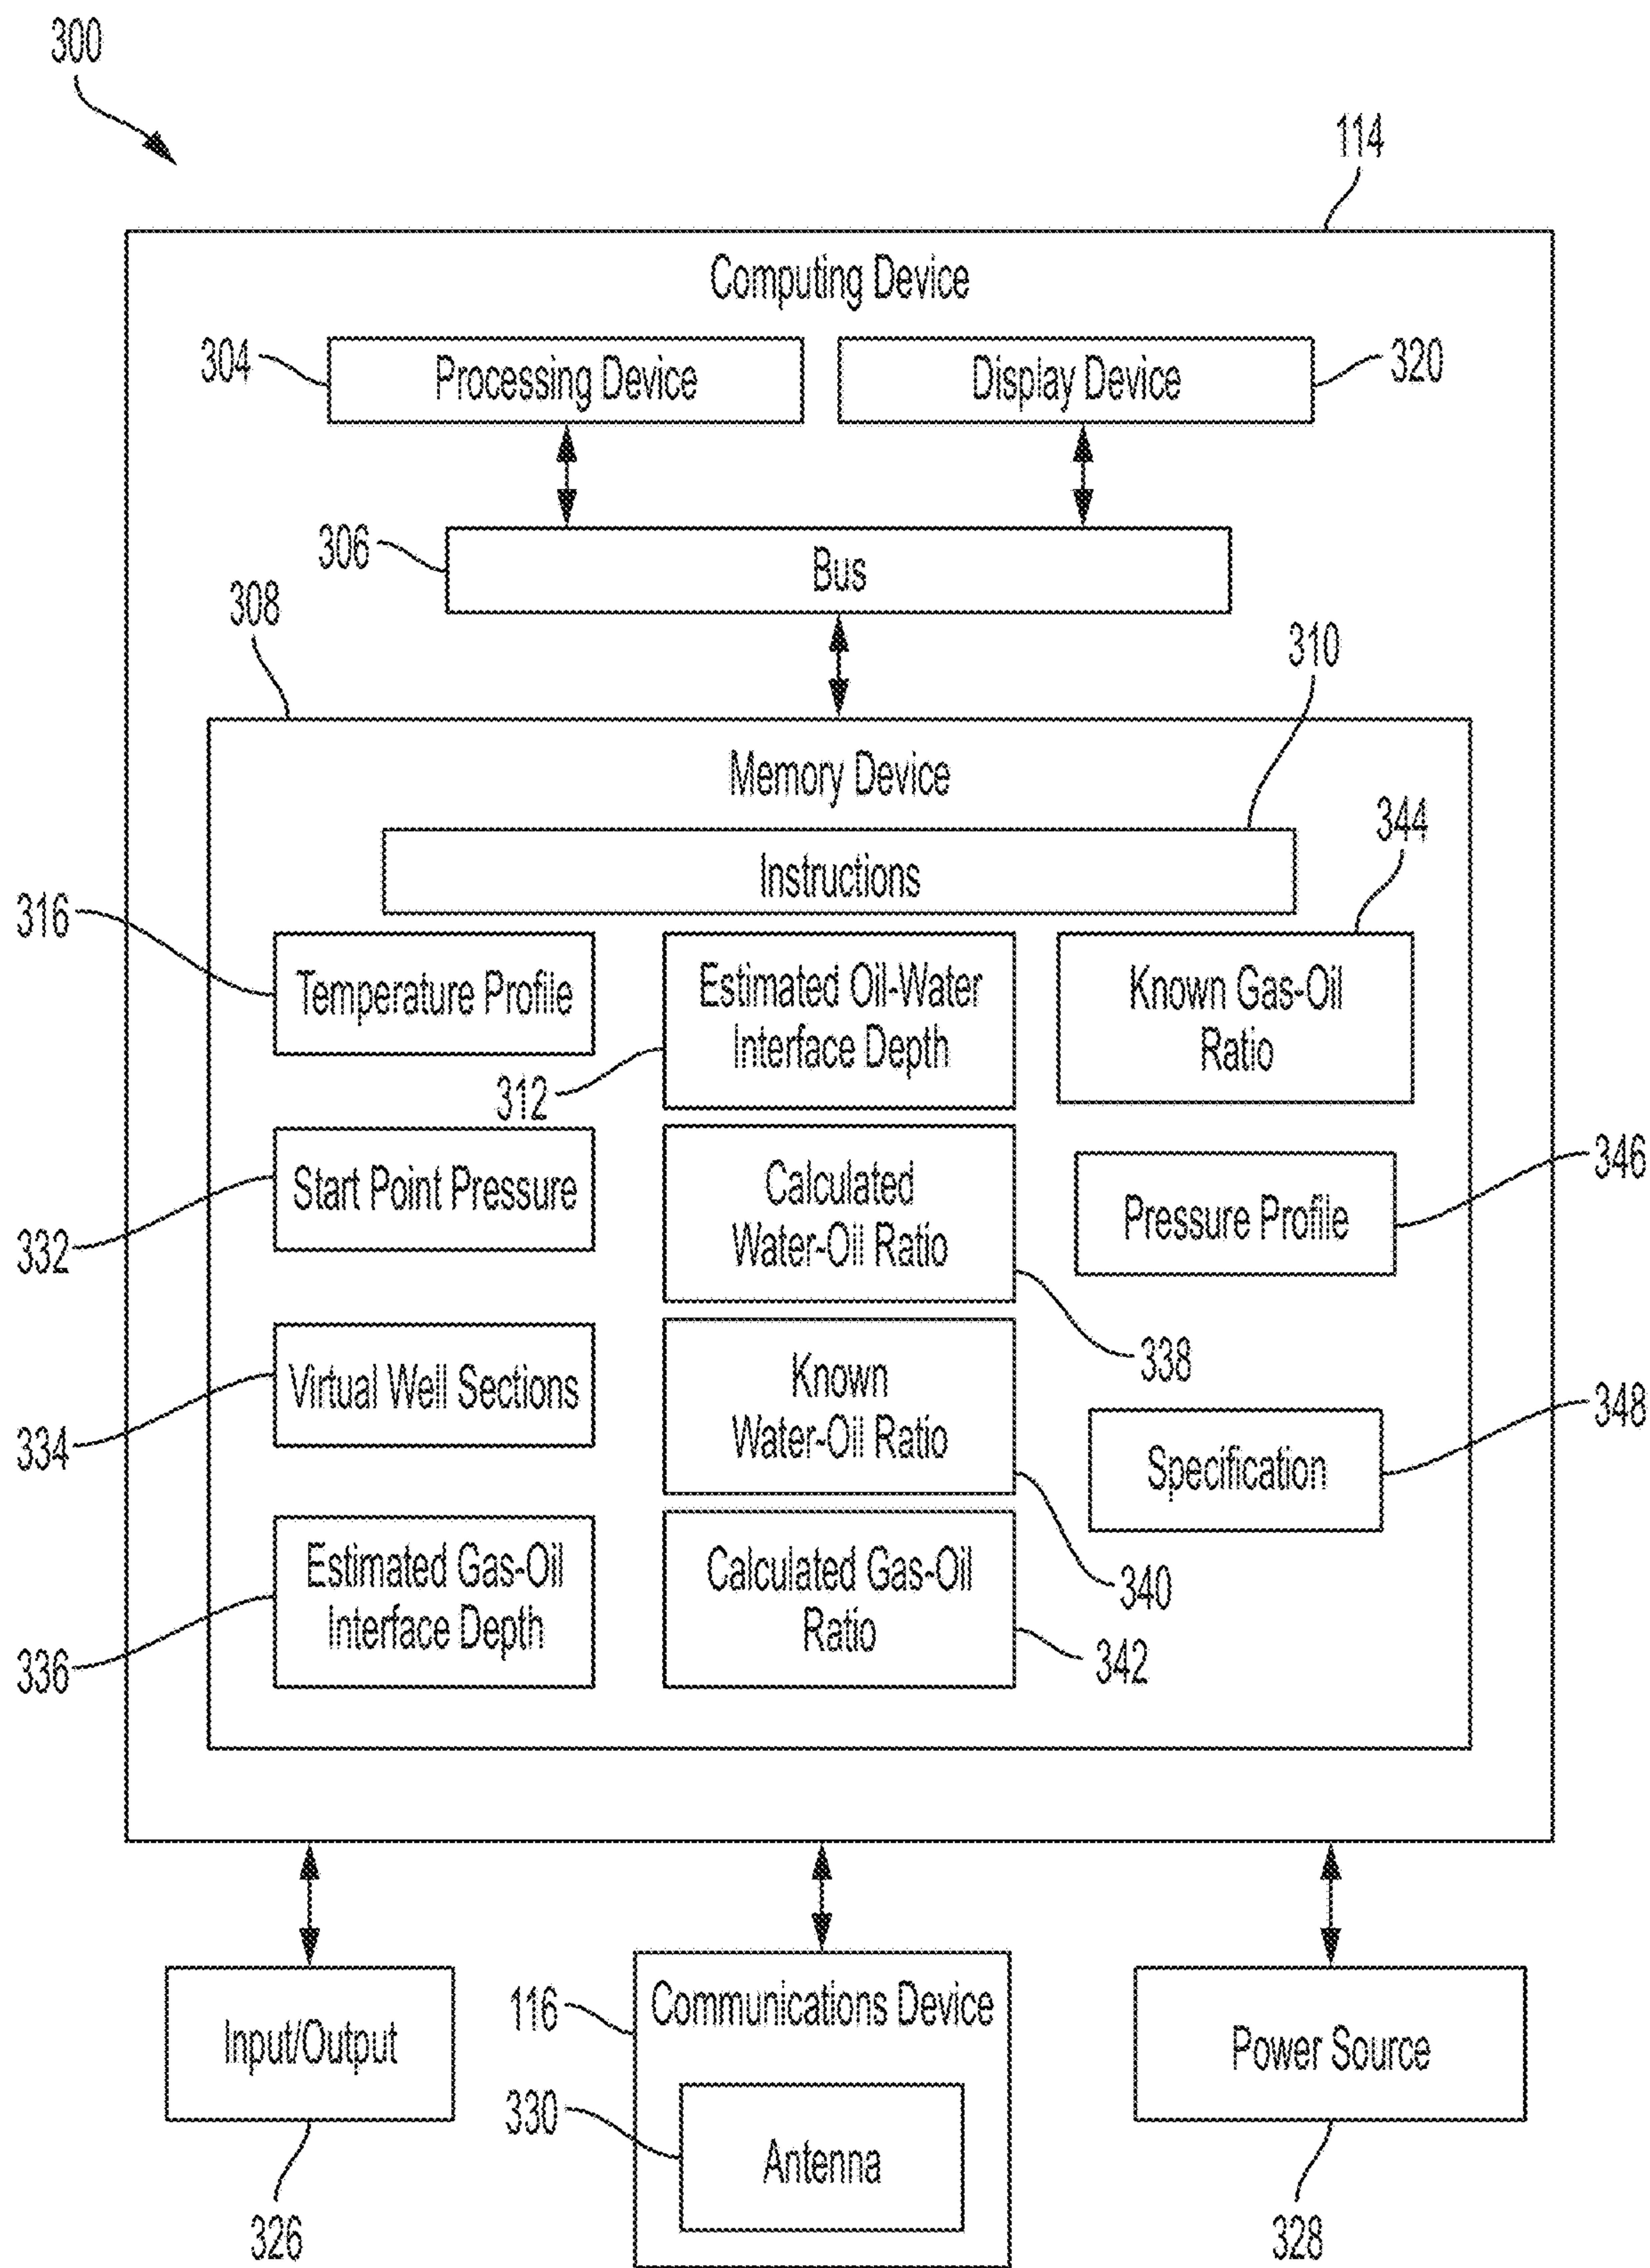 300
114
Computing Device
304
Processing Device
Display Device
320
306
Bus
308
310
Memory Device
344
Instructions
316
Temperature Profile
Estimated Oil-Water
Interface Depth
Known Gas-Oil
Ratio
312
332
Start Point Pressure
Calculated
Water-Oil Ratio
Pressure Profile
346
338
334
Virtual Well Sections
Known
Water-Oil Ratio
348
Specification
340
336
Estimated Gas-Oil
Interface Depth
Calculated Gas-Oil
Ratio
342
Input/Output
116
Communications Device
Power Source
330
Antenna
326
328